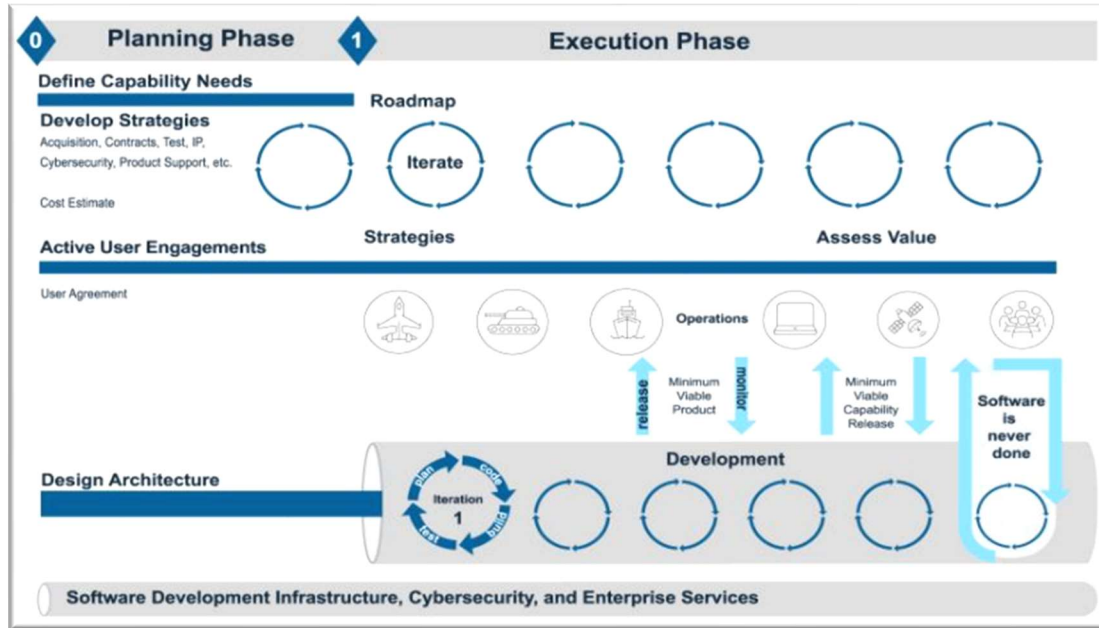 0
Planning Phase
1
Execution Phase
Define Capability Needs
Roadmap
Develop Strategies
Acquisition, Contracts, Test, IP,
Cybersecurity, Product Support, etc.
Iterate
Cost Estimate
Strategies
Assess Value
Active User Engagements
User Agreement
Operations
release
Minimum
Viable
Product
monitor
Minimum
Viable
Capability
Release
Software
is
never
done
Design Architecture
Development
plan
code
build
test
Iteration
1
Software Development Infrastructure, Cybersecurity, and Enterprise Services